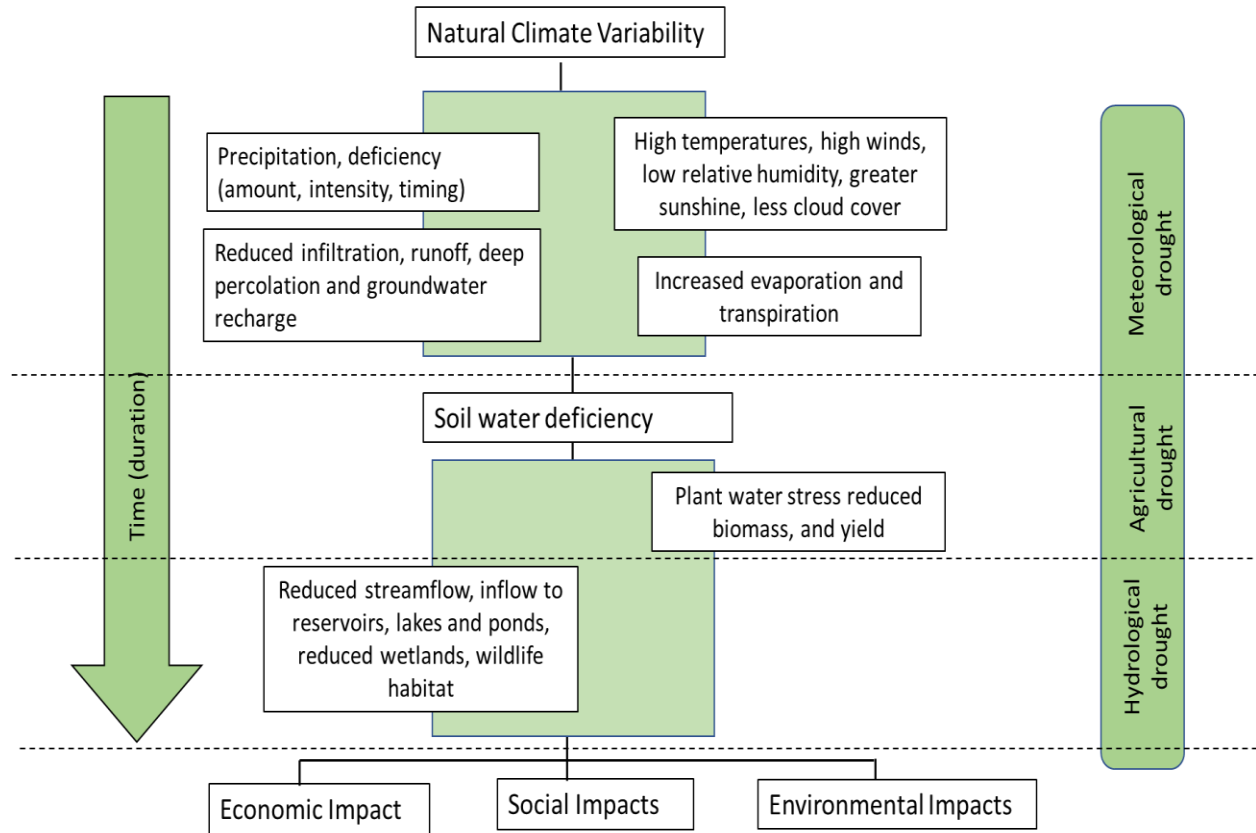 Natural Climate Variability
Precipitation, deficiency
(amount, intensity, timing)
High temperatures, high winds,
low relative humidity, greater
sunshine, less cloud cover
Reduced infiltration, runoff, deep
percolation and groundwater
recharge
Increased evaporation and
transpiration
Meteorological
drought
Time (duration)
Soil water deficiency
Plant water stress reduced
biomass, and yield
Agricultural
drought
Reduced streamflow, inflow to
reservoirs, lakes and ponds,
reduced wetlands, wildlife
habitat
Hydrological
drought
Economic Impact
Social Impacts
Environmental Impacts